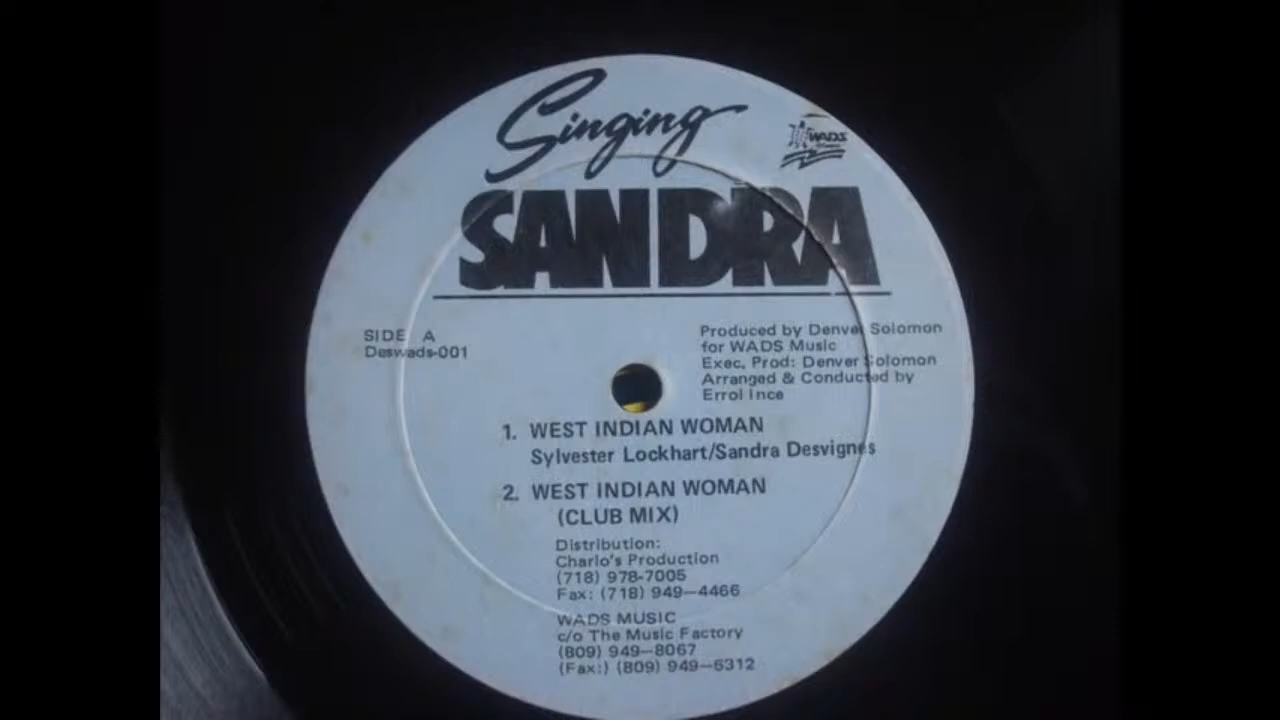 Singing
WADS
SANDRA
SIDE A
Deswads-001
Produced by Denver Solomon
for WADS Music
Exec. Prod: Denver Solomon
Arranged & Conducted by
Errol Ince
1. WEST INDIAN WOMAN
Sylvester Lockhart/Sandra Desvignes
2. WEST INDIAN WOMAN
(CLUB MIX)
Distribution:
Charlo's Production
(718) 978-7005
Fax: (718) 949—4466
WADS MUSIC
c/o The Music Factory
(809) 949—8067
(Fax:) (809) 949—6312